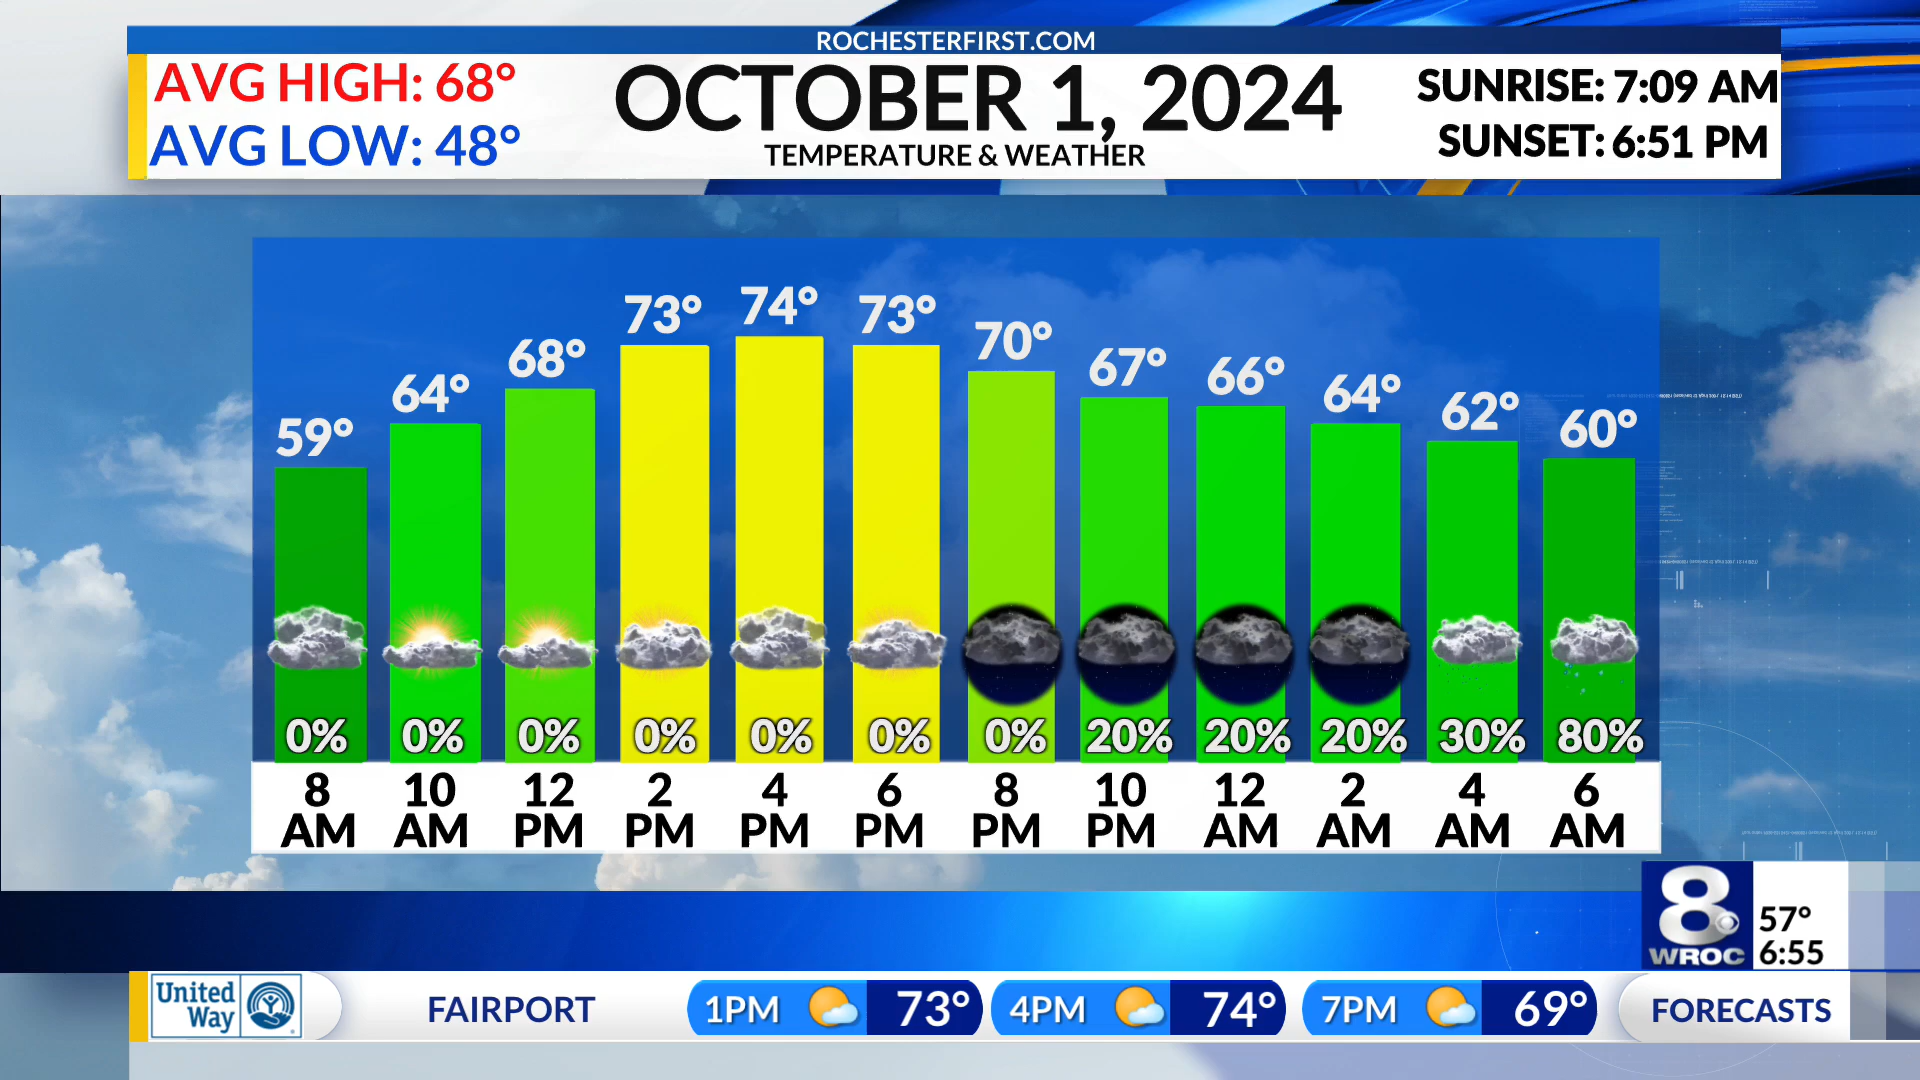 ROCHESTERFIRST.COM
AVG HIGH: 68°
AVG LOW: 48°
OCTOBER 1, 2024
TEMPERATURE & WEATHER
SUNRISE: 7:09 AM
SUNSET: 6:51 PM
59° 64° 68° 73° 74° 73° 70° 67° 66° 64° 62° 60°
0% 0% 0% 0% 0% 0% 0% 20% 20% 20% 30% 80%
8 10 12 2 4 6 8 10 12 2 4 6
AM AM PM PM PM PM PM PM AM AM AM AM
8
WROC
57°
6:55
United
Way
FAIRPORT
1PM 73° 4PM 74° 7PM 69°
FORECASTS